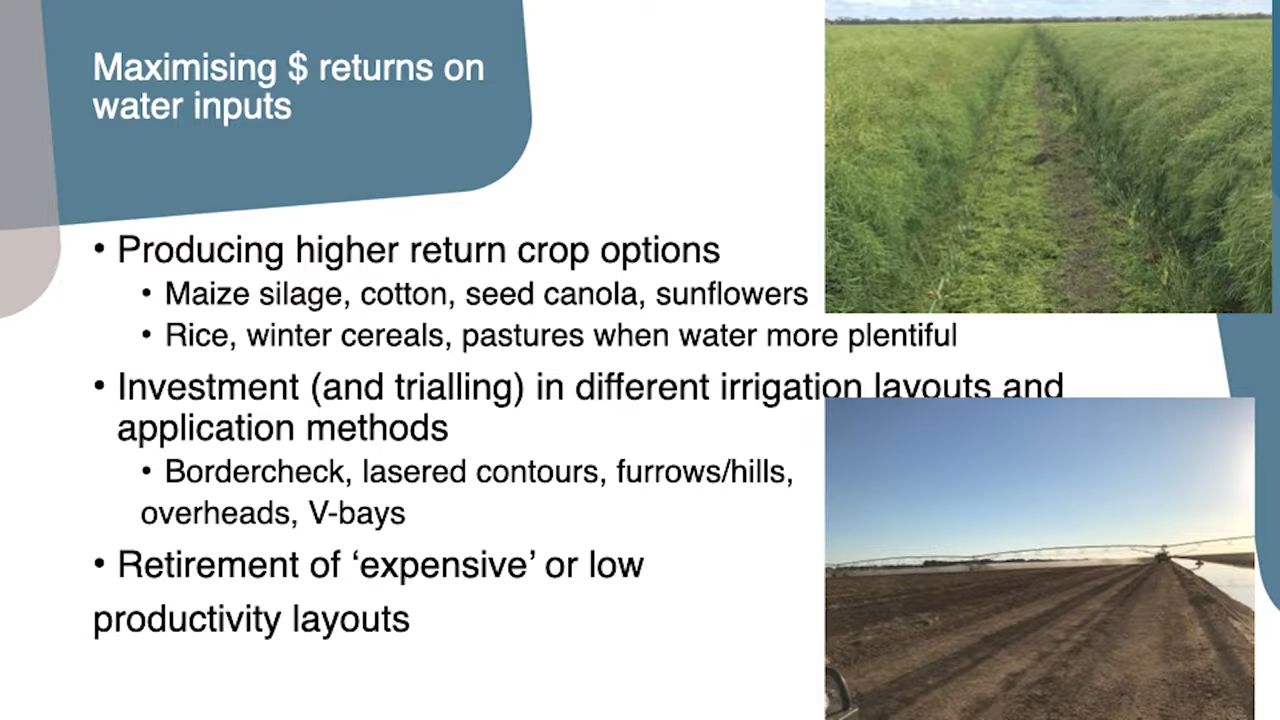 Maximising $ returns on
water inputs
• Producing higher return crop options
• Maize silage, cotton, seed canola, sunflowers
• Rice, winter cereals, pastures when water more plentiful
• Investment (and trialling) in different irrigation layouts and
application methods
• Bordercheck, lasered contours, furrows/hills,
overheads, V-bays
• Retirement of ‘expensive’ or low
productivity layouts